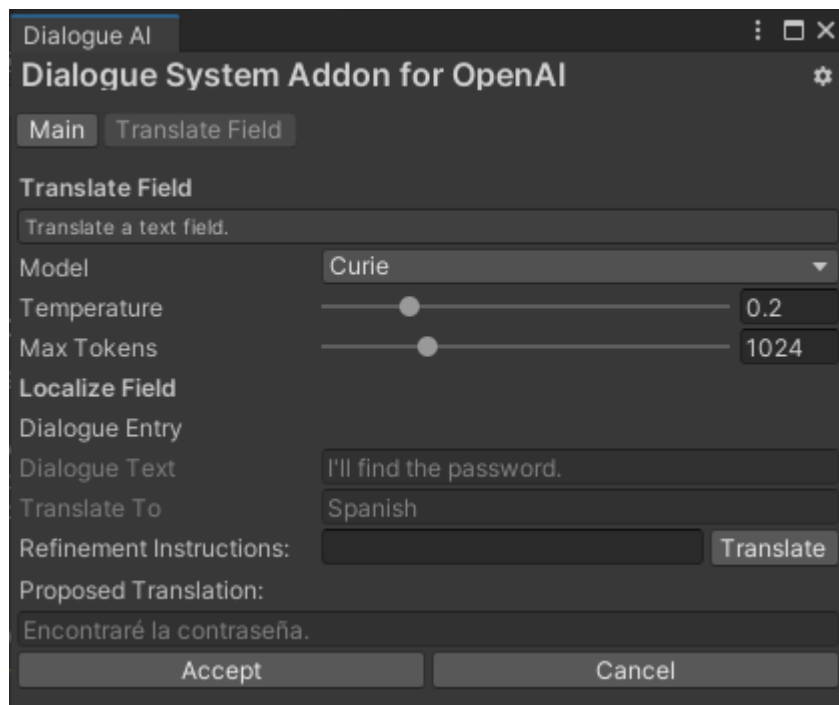 Dialogue AI
Dialogue System Addon for OpenAI
Main Translate Field
Translate Field
Translate a text field.
Model Curie
Temperature 0.2
Max Tokens 1024
Localize Field
Dialogue Entry
Dialogue Text I'll find the password.
Translate To Spanish
Refinement Instructions: Translate
Proposed Translation:
Encontraré la contraseña.
Accept Cancel